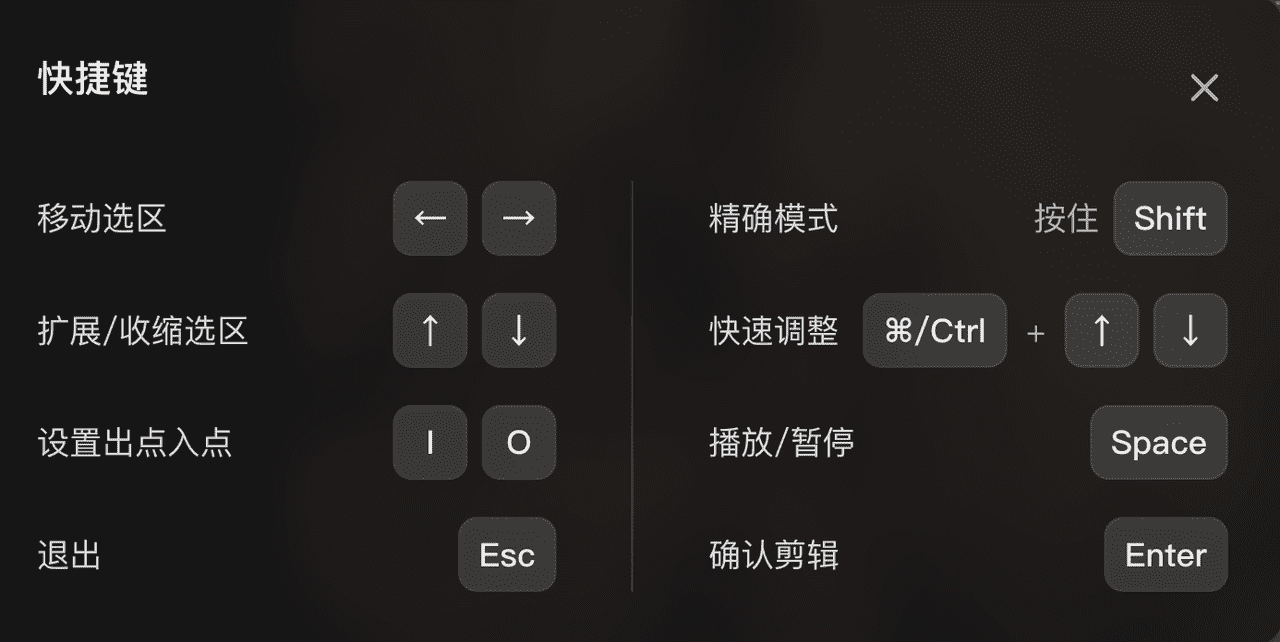 快捷键
移动选区 ← →
扩展/收缩选区 ↑ ↓
设置出点入点 I O
退出 Esc
精确模式 按住 Shift
快速调整 ⌘/Ctrl + ↑ ↓
播放/暂停 Space
确认剪辑 Enter